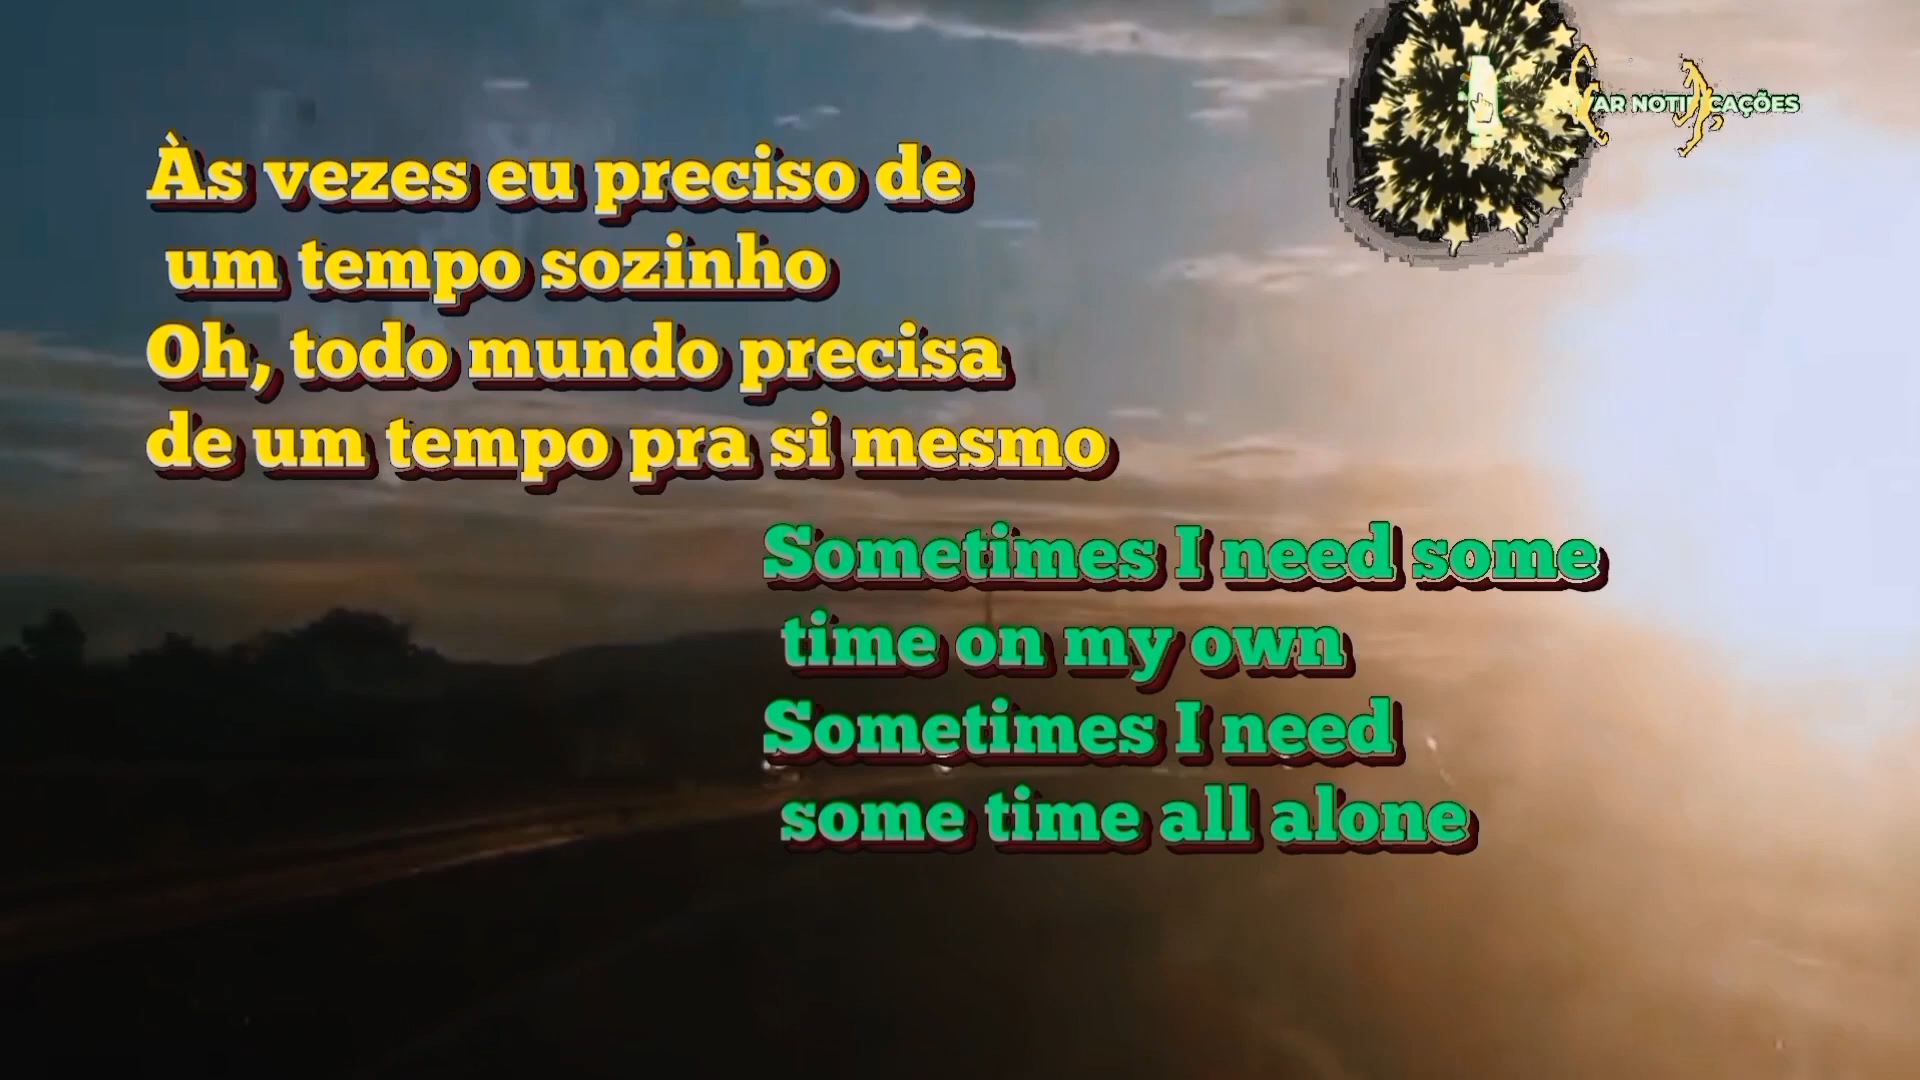 Às vezes eu preciso de
um tempo sozinho
Oh, todo mundo precisa
de um tempo pra si mesmo
Sometimes I need some
time on my own
Sometimes I need
some time all alone